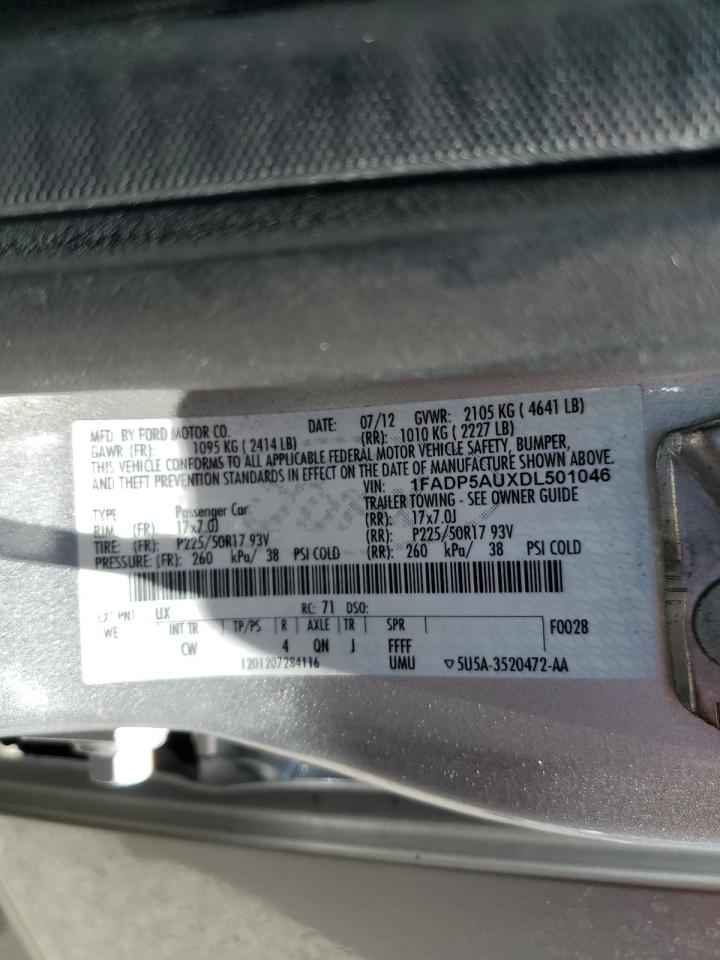 MFD BY FORD MOTOR CO. DATE: 07/12 GVWR: 2105 KG ( 4641 LB)
GAWR (FR): 1095 KG ( 2414 LB) (RR): 1010 KG ( 2227 LB)
THIS VEHICLE CONFORMS TO ALL APPLICABLE FEDERAL MOTOR VEHICLE SAFETY, BUMPER,
AND THEFT PREVENTION STANDARDS IN EFFECT ON THE DATE OF MANUFACTURE SHOWN ABOVE.
VIN: 1FADP5AUXDL501046
TYPE Passenger Car TRAILER TOWING - SEE OWNER GUIDE
RIM (FR): 17x7.0J (RR): 17x7.0J
TIRE: (FR): P225/50R17 93V (RR): P225/50R17 93V
PRESSURE: (FR): 260 kPa/ 38 PSI COLD (RR): 260 kPa/ 38 PSI COLD
EXT PNT UX RC: 71 DSO:
WB INT TR TP/PS R AXLE TR SPR F0028
CW 4 QN J FFFF
1201207284116 UMU ▽5U5A-3520472-AA